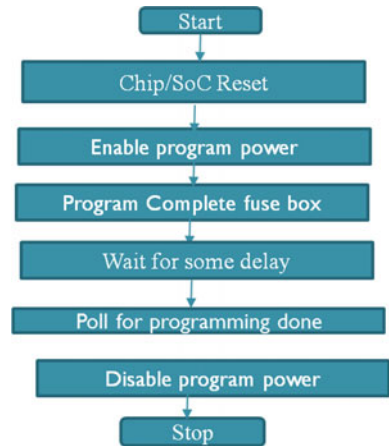 Start
Chip/SoC Reset
Enable program power
Program Complete fuse box
Wait for some delay
Poll for programming done
Disable program power
Stop